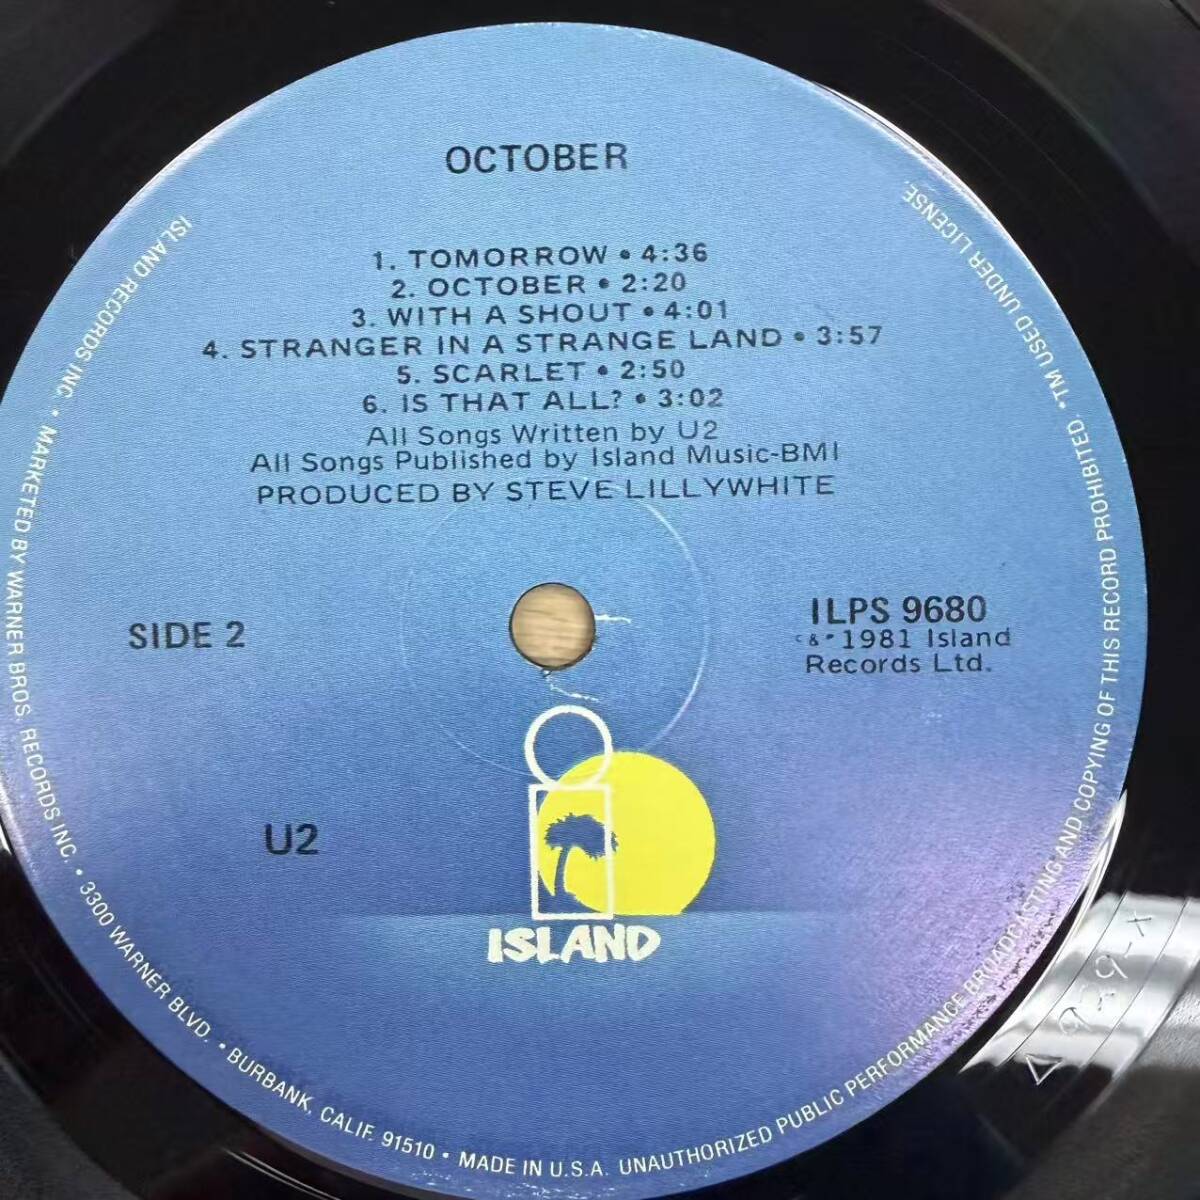 OCTOBER
1. TOMORROW • 4:36
2. OCTOBER • 2:20
3. WITH A SHOUT • 4:01
4. STRANGER IN A STRANGE LAND • 3:57
5. SCARLET • 2:50
6. IS THAT ALL? • 3:02
All Songs Written by U2
All Songs Published by Island Music-BMI
PRODUCED BY STEVE LILLYWHITE
SIDE 2
ILPS 9680
c & p 1981 Island
Records Ltd.
U2
ISLAND
ISLAND RECORDS INC. • MARKETED BY WARNER BROS. RECORDS INC. • 3300 WARNER BLVD. • BURBANK, CALIF. 91510 • MADE IN U.S.A. UNAUTHORIZED PUBLIC PERFORMANCE BROADCASTING AND COPYING OF THIS RECORD PROHIBITED. • TM USED UNDER LICENSE.